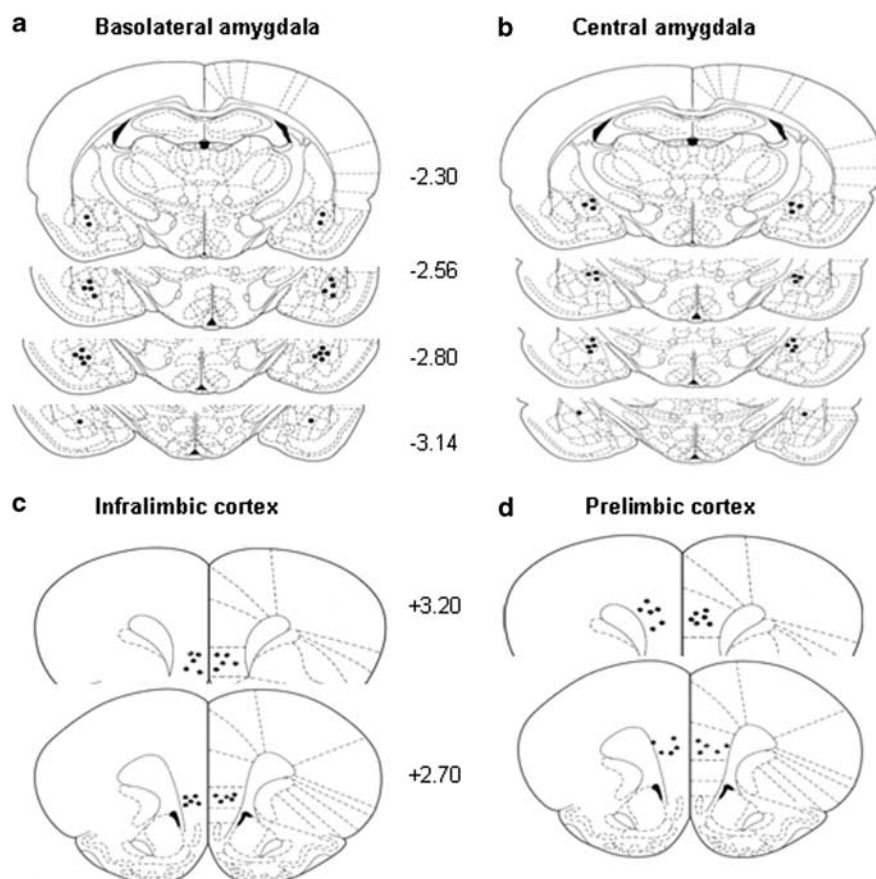 a Basolateral amygdala
b Central amygdala
-2.30
-2.56
-2.80
-3.14
c Infralimbic cortex
d Prelimbic cortex
+3.20
+2.70